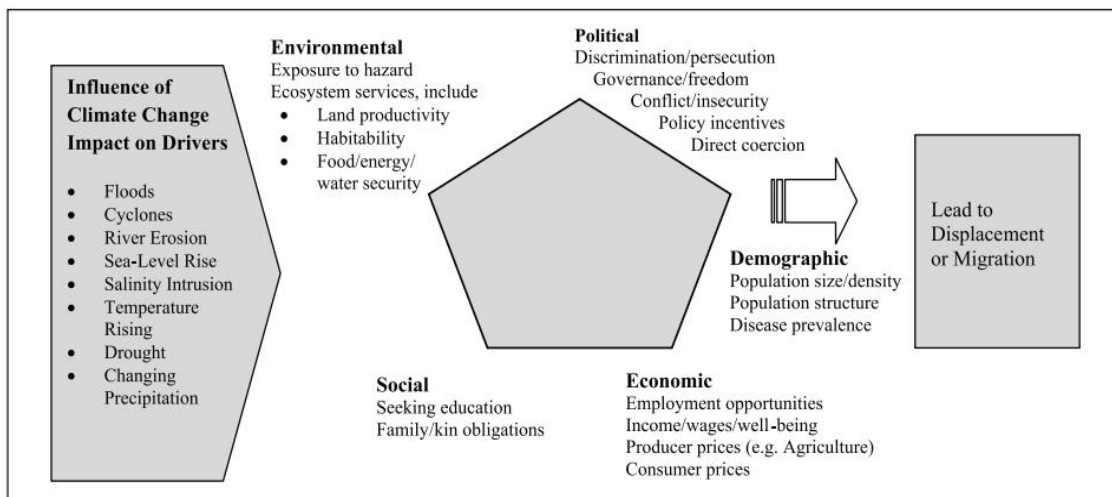 Influence of
Climate Change
Impact on Drivers
• Floods
• Cyclones
• River Erosion
• Sea-Level Rise
• Salinity Intrusion
• Temperature
Rising
• Drought
• Changing
Precipitation
Environmental
Exposure to hazard
Ecosystem services, include
• Land productivity
• Habitability
• Food/energy/
water security
Political
Discrimination/persecution
Governance/freedom
Conflict/insecurity
Policy incentives
Direct coercion
Demographic
Population size/density
Population structure
Disease prevalence
Social
Seeking education
Family/kin obligations
Economic
Employment opportunities
Income/wages/well-being
Producer prices (e.g. Agriculture)
Consumer prices
Lead to
Displacement
or Migration